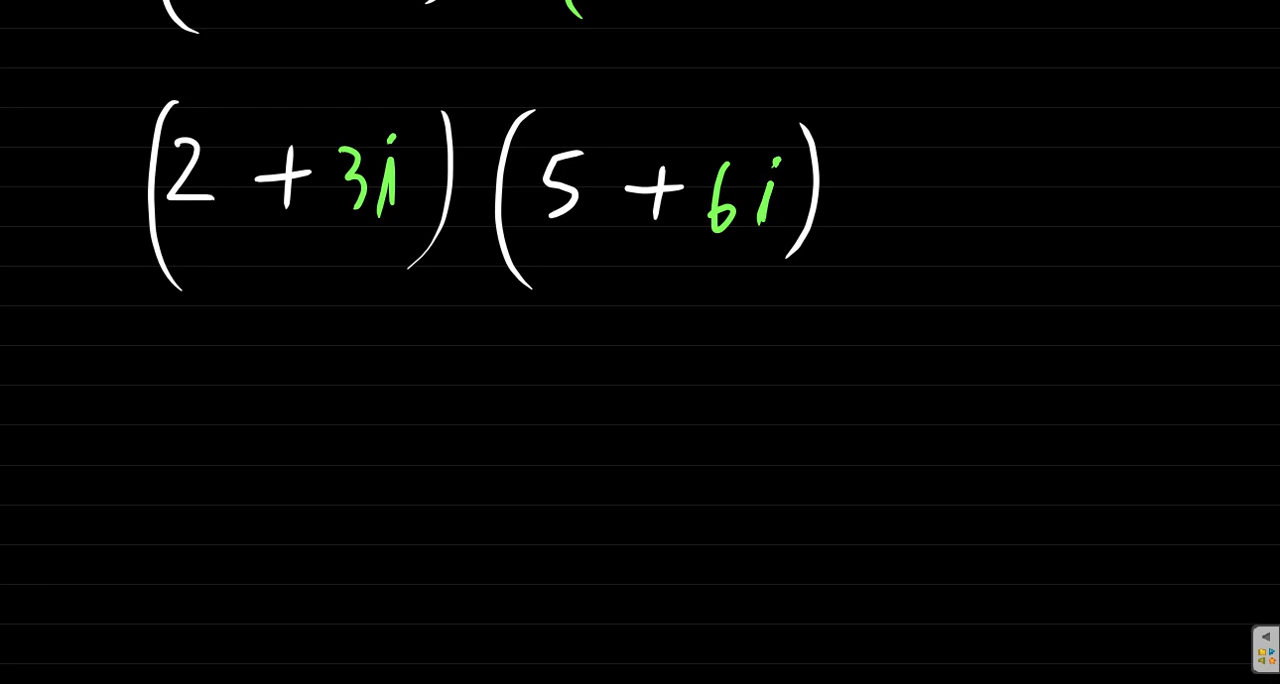 (2 + 3i) (5 + 6i)